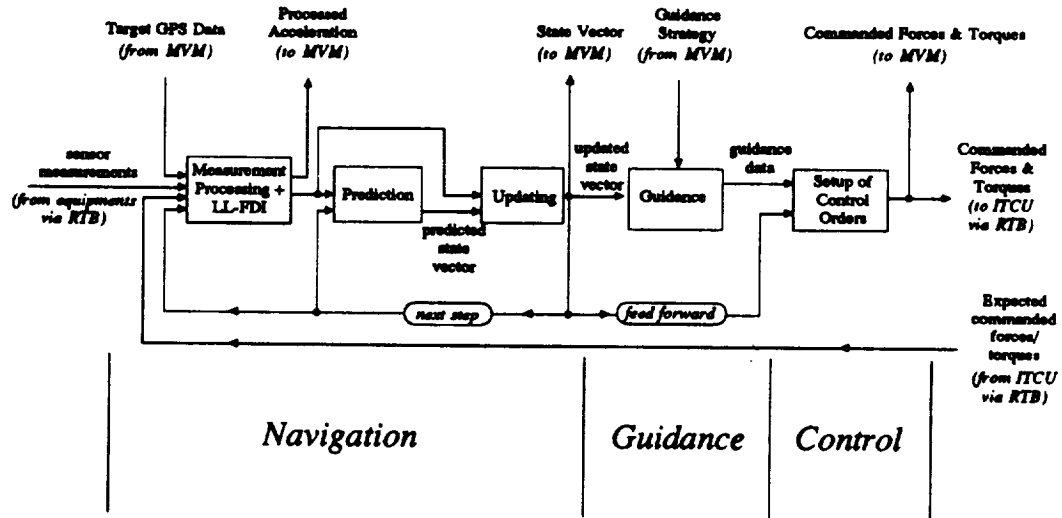 Target GPS Data
(from MVM)
Processed
Acceleration
(to MVM)
State Vector
(to MVM)
Guidance
Strategy
(from MVM)
Commanded Forces & Torques
(to MVM)
sensor
measurements
(from equipments
via RTB)
Measurement
Processing +
LL-FDI
Prediction
predicted
state
vector
Updating
updated
state
vector
Guidance
guidance
data
Setup of
Control
Orders
Commanded
Forces &
Torques
(to ITCU
via RTB)
next step
feed forward
Expected
commanded
forces/
torques
(from ITCU
via RTB)
Navigation
Guidance
Control